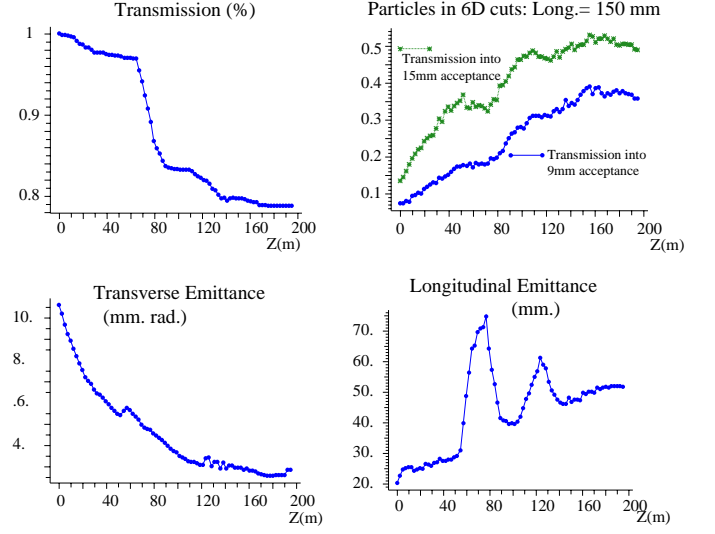 Transmission (%)
1
0.9
0.8
0 40 80 120 160 200
Z(m)
Particles in 6D cuts: Long.= 150 mm
0.5
0.4
0.3
0.2
0.1
Transmission into
15mm acceptance
Transmission into
9mm acceptance
0 40 80 120 160 200
Z(m)
Transverse Emittance
(mm. rad.)
10.
8.
.6.
4.
0 40 80 120 160 200
Z(m)
Longitudinal Emittance
(mm.)
70.
60.
50.
40.
30.
20.
0 40 80 120 160 200
Z(m)